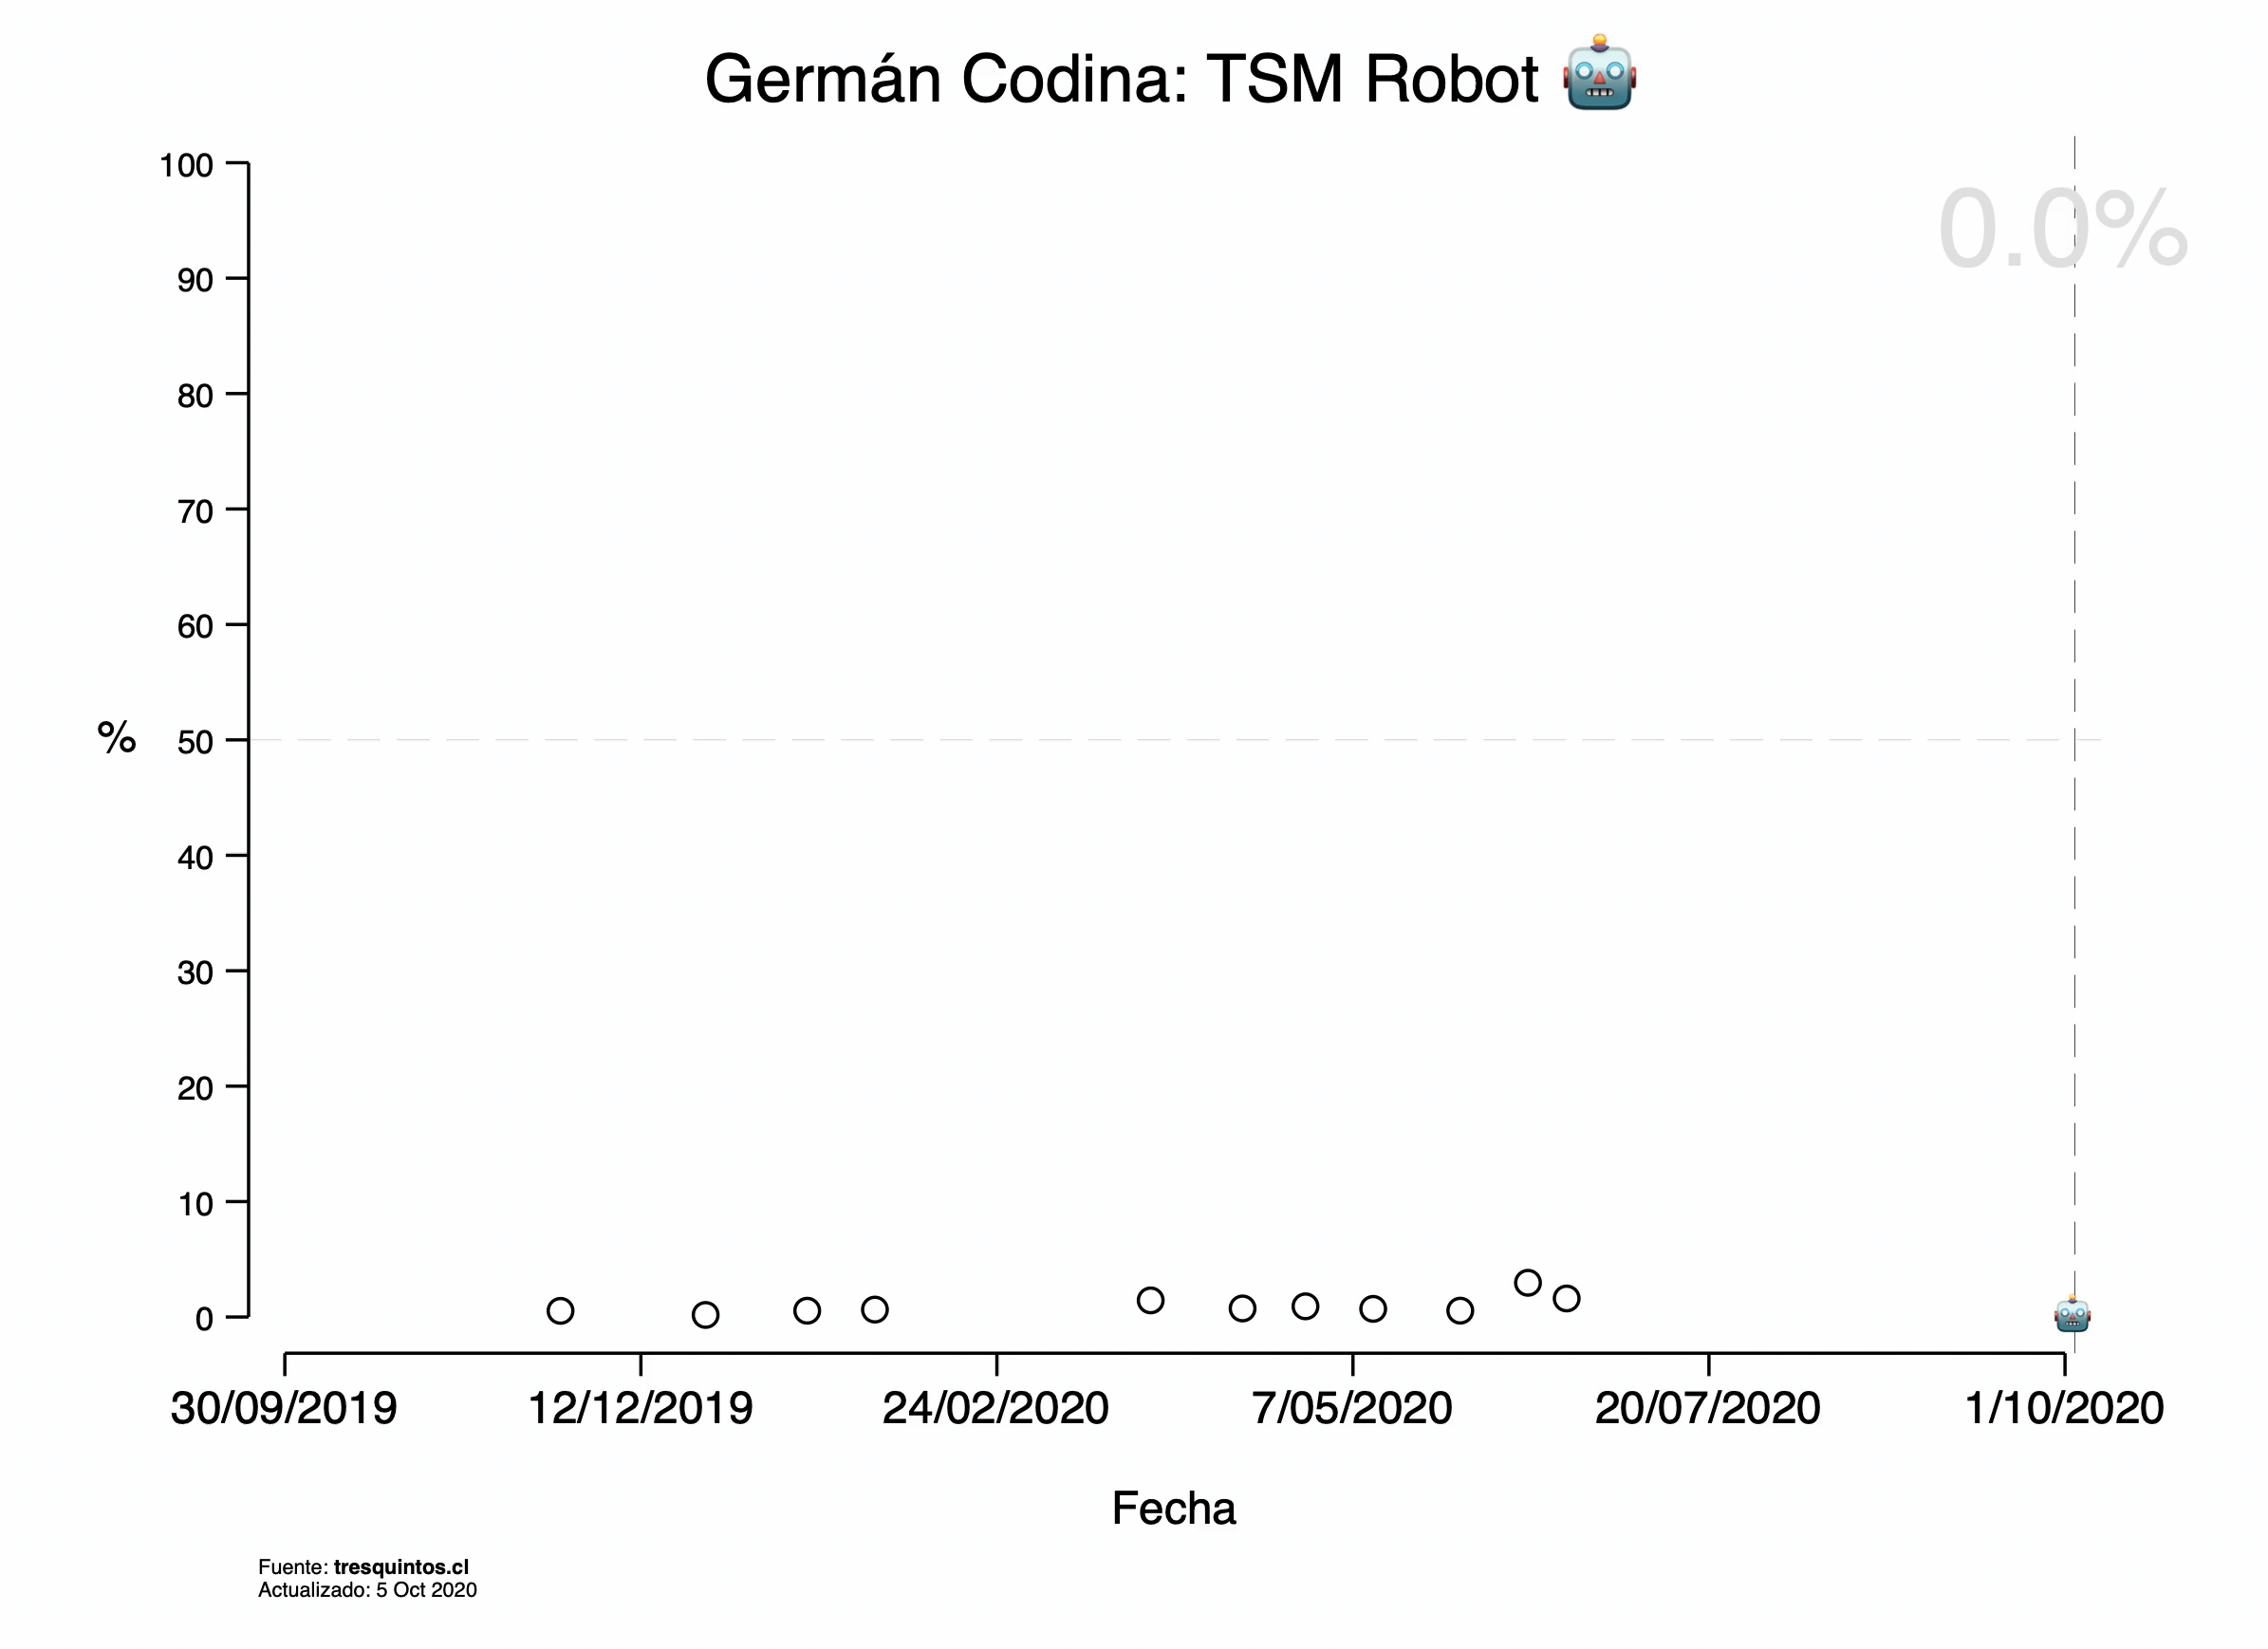 Germán Codina: TSM Robot 🤖
0.0%
100
90
80
70
60
% 50
40
30
20
10
0
30/09/2019 12/12/2019 24/02/2020 7/05/2020 20/07/2020 1/10/2020
Fecha
Fuente: tresquintos.cl
Actualizado: 5 Oct 2020